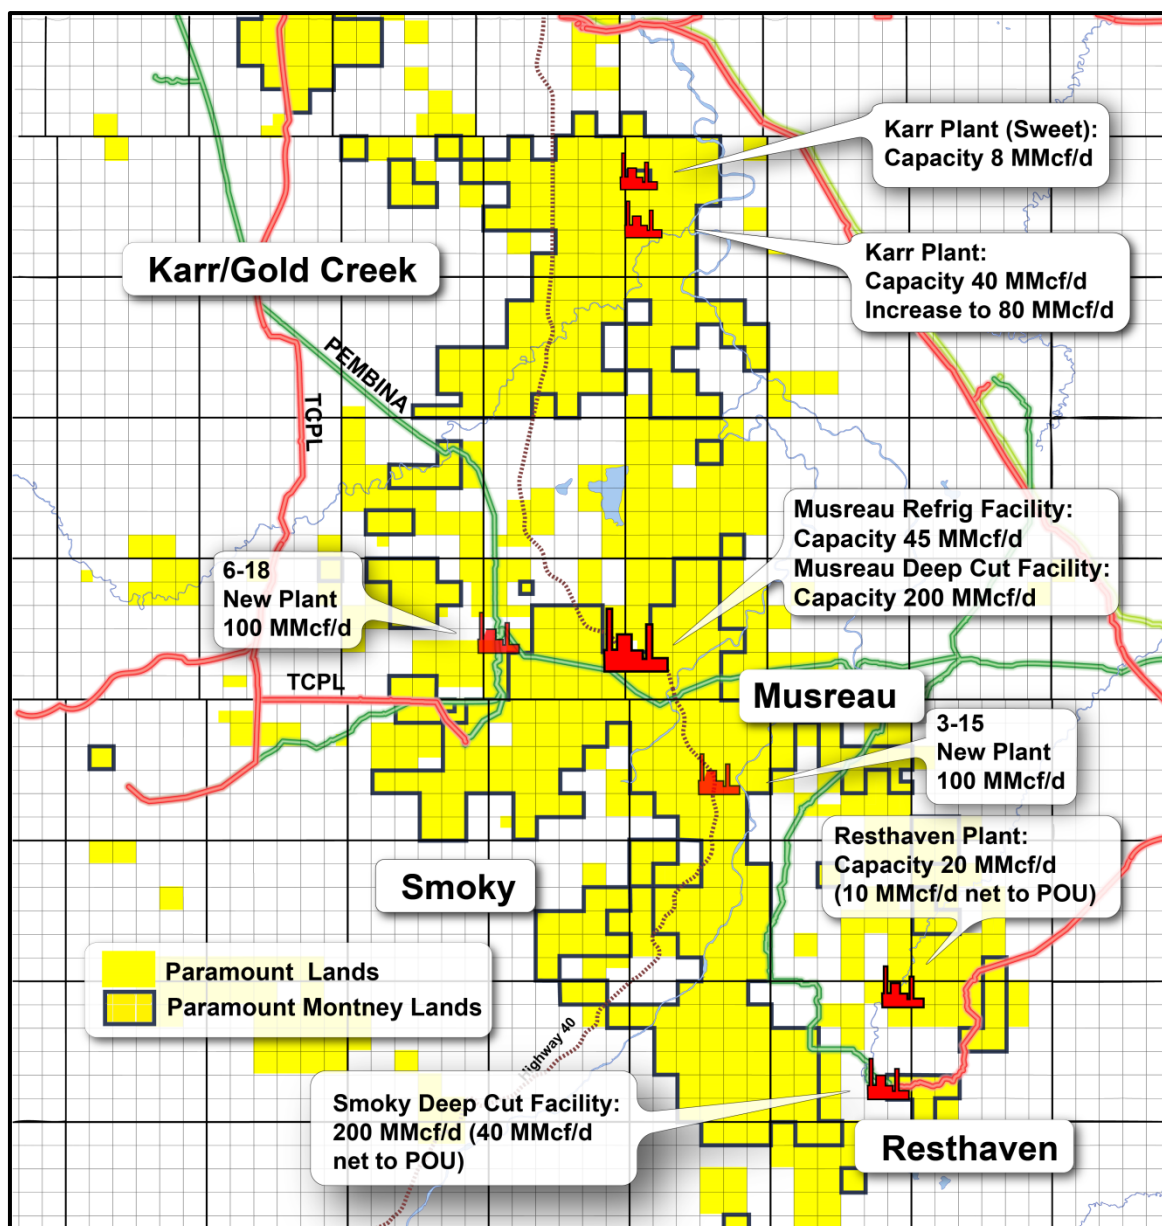 Karr Plant (Sweet):
Capacity 8 MMcf/d
Karr/Gold Creek
Karr Plant:
Capacity 40 MMcf/d
Increase to 80 MMcf/d
PEMBINA
TCPL
Musreau Refrig Facility:
Capacity 45 MMcf/d
Musreau Deep Cut Facility:
Capacity 200 MMcf/d
6-18
New Plant
100 MMcf/d
TCPL
Musreau
3-15
New Plant
100 MMcf/d
Resthaven Plant:
Capacity 20 MMcf/d
(10 MMcf/d net to POU)
Smoky
Paramount Lands
Paramount Montney Lands
Highway 40
Smoky Deep Cut Facility:
200 MMcf/d (40 MMcf/d
net to POU)
Resthaven